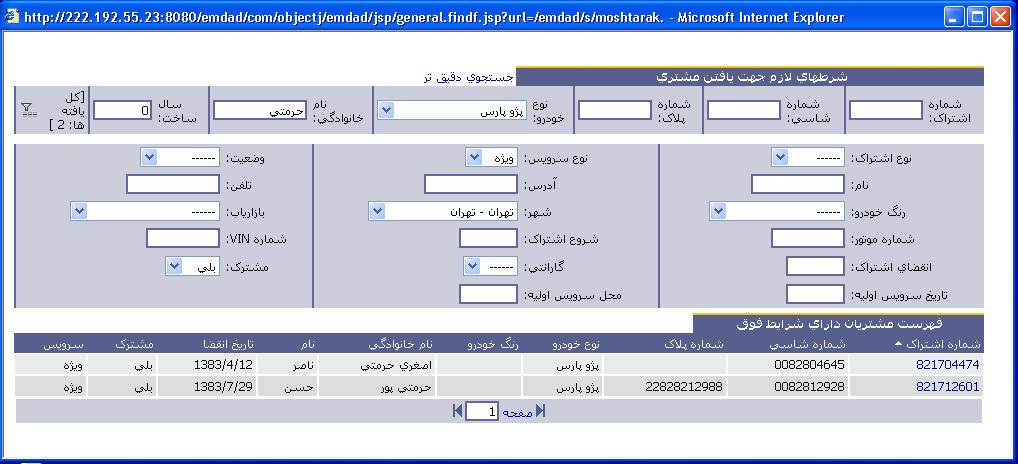 http://222.192.55.23:8080/emdad/com/objectj/emdad/jsp/general.findf.jsp?url=/emdad/s/moshtarak. - Microsoft Internet Explorer
شرطهاي لازم جهت يافتن مشتري جستجوي دقيق تر
شماره اشتراک: شماره شاسي: شماره پلاک: نوع خودرو: پژو پارس نام خانوادگي: حرمتي سال ساخت: 0 [کل يافته ها: 2 ]
نوع اشتراک: ------ نوع سرويس: ويژه وضعيت: ------
نام: آدرس: تلفن:
رنگ خودرو: ------ شهر: تهران - تهران بازارياب: ------
شماره موتور: شروع اشتراک: شماره VIN:
انقضاي اشتراک: گارانتي: ------ مشترک: بلي
تاريخ سرويس اوليه: محل سرويس اوليه:
فهرست مشتريان داراي شرايط فوق
شماره اشتراک شماره شاسي شماره پلاک نوع خودرو رنگ خودرو نام خانوادگي نام تاريخ انقضا مشترک سرويس
821704474 0082804645 پژو پارس اصغري حرمتي ناصر 1383/4/12 بلي ويژه
821712601 0082812928 22828212988 پژو پارس حرمتي پور حسن 1383/7/29 بلي ويژه
صفحه 1